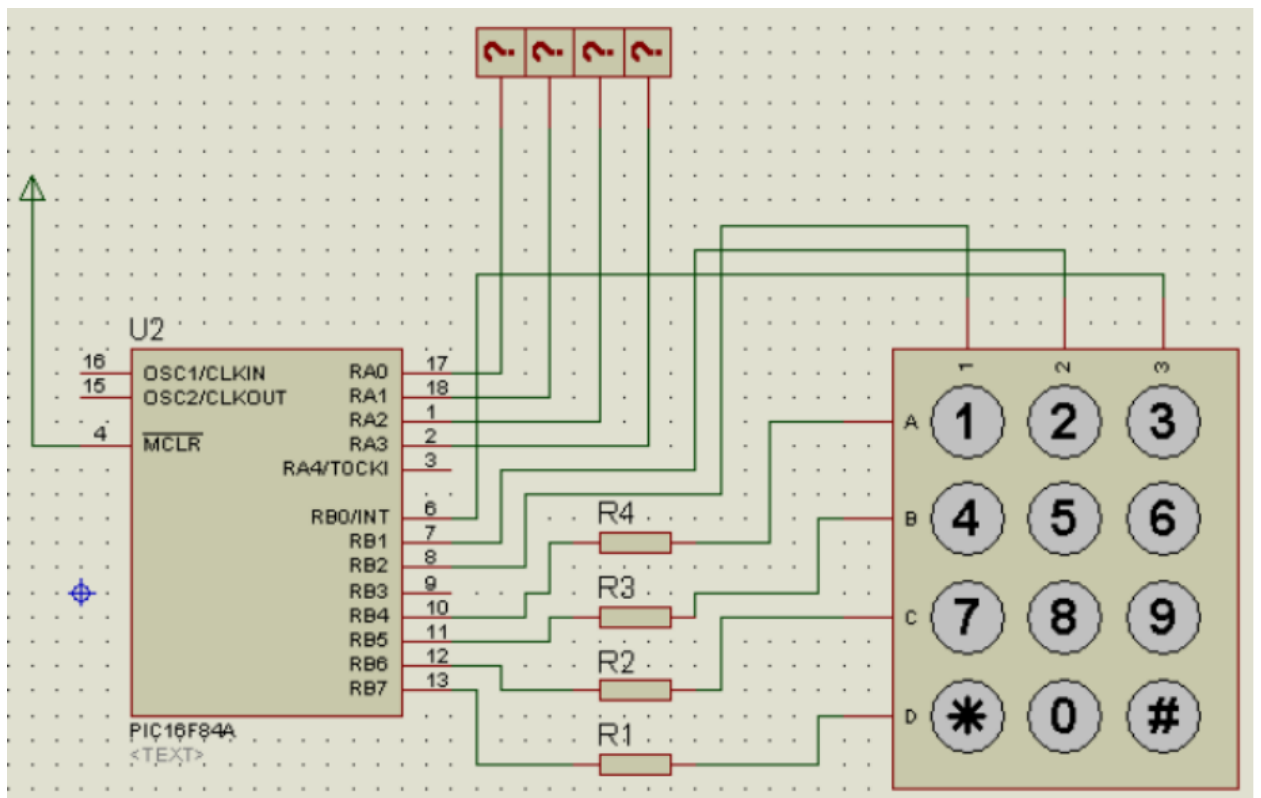 ? ? ? ?
U2
16 OSC1/CLKIN RA0 17
15 OSC2/CLKOUT RA1 18
RA2 1
4 MCLR RA3 2
RA4/T0CKI 3
RB0/INT 6
RB1 7
RB2 8
RB3 9
RB4 10
RB5 11
RB6 12
RB7 13
PIC16F84A
<TEXT>
R4
R3
R2
R1
1 2 3
A 1 2 3
B 4 5 6
C 7 8 9
D * 0 #